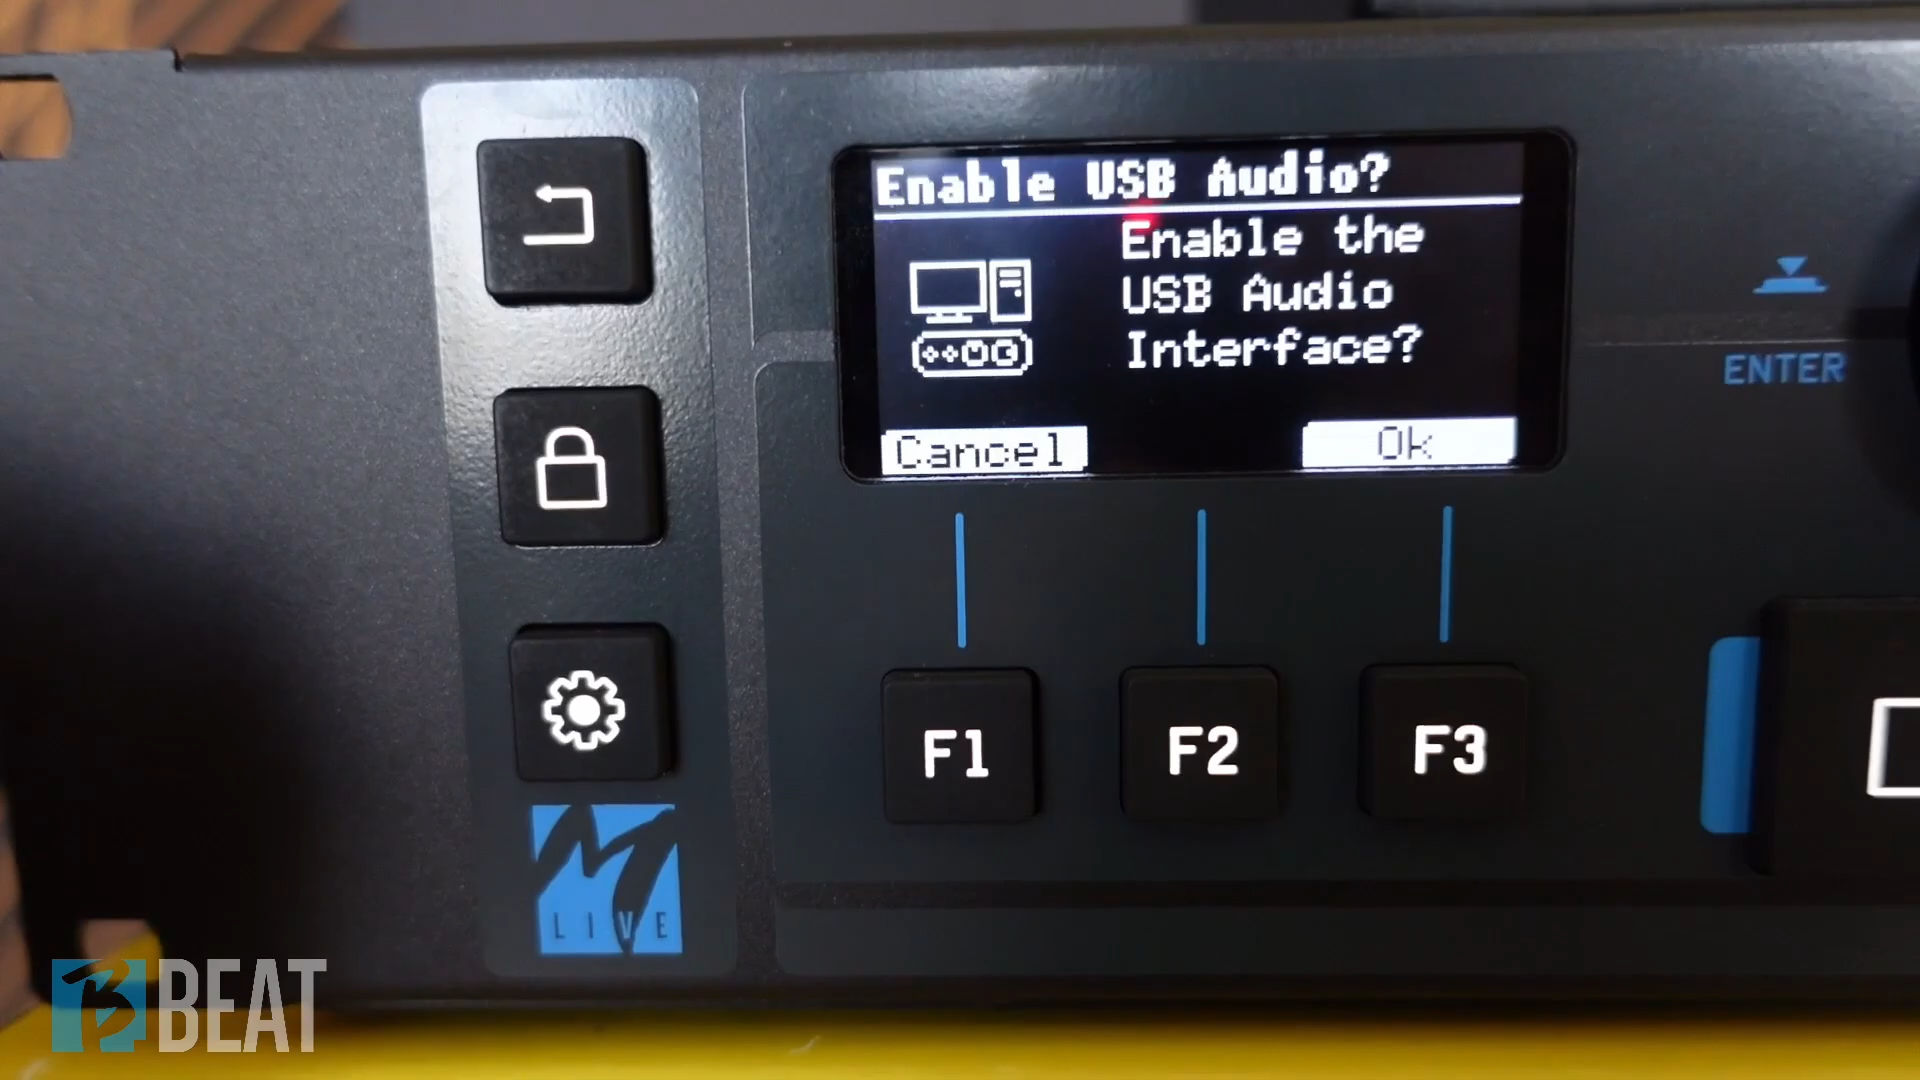 Enable USB Audio?
Enable the
USB Audio
Interface?
Cancel
Ok
ENTER
F1
F2
F3
LIVE
BEAT